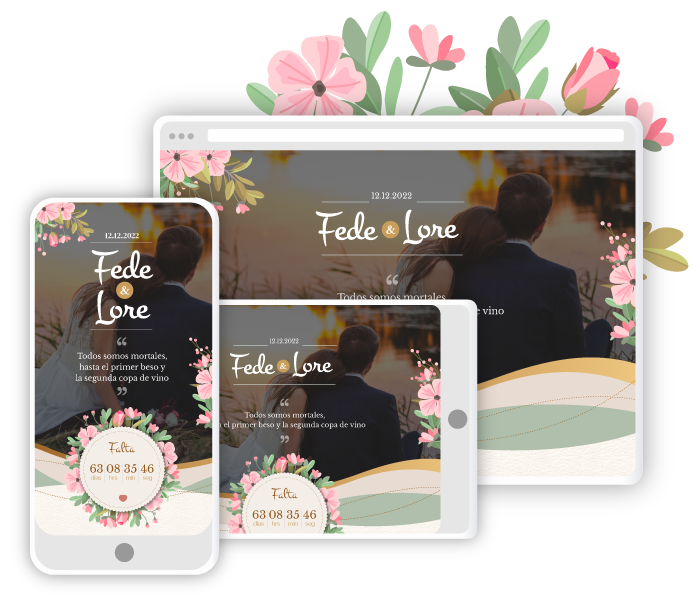 12.12.2022
Fede & Lore
“
Todos somos mortales,
e vino
12.12.2022
Fede
&
Lore
“
Todos somos mortales,
hasta el primer beso y
la segunda copa de vino
”
Falta
63 08 35 46
días hrs min seg
12.12.2022
Fede & Lore
“
Todos somos mortales,
el primer beso y la segunda copa de vino
”
Falta
63 08 35 46
días hrs min seg